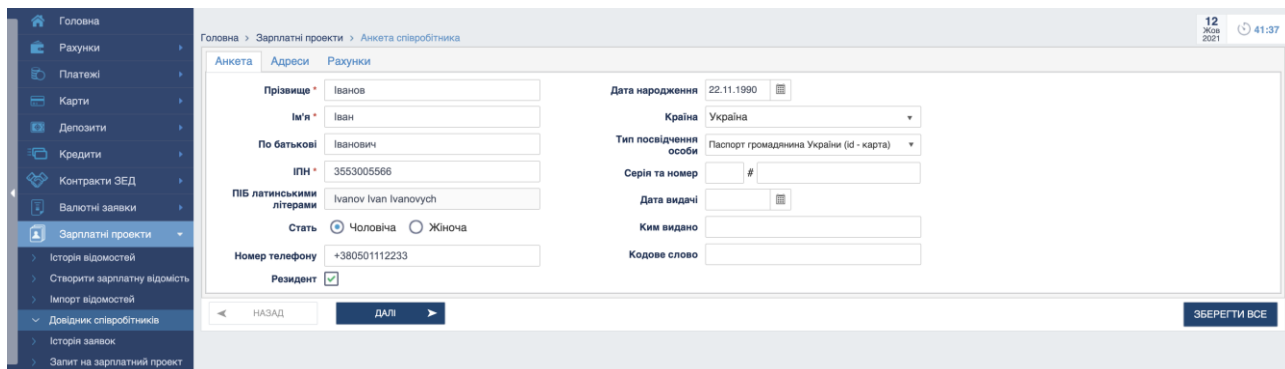 Головна
Рахунки
Платежі
Карти
Депозити
Кредити
Контракти ЗЕД
Валютні заявки
Зарплатні проекти
Історія відомостей
Створити зарплатну відомість
Імпорт відомостей
Довідник співробітників
Історія заявок
Запит на зарплатний проект
Головна > Зарплатні проекти > Анкета співробітника
12
Жов
2021
41:37
Анкета Адреси Рахунки
Прізвище * Іванов
Ім'я * Іван
По батькові Іванович
ІПН * 3553005566
ПІБ латинськими
літерами Ivanov Ivan Ivanovych
Стать Чоловіча Жіноча
Номер телефону +380501112233
Резидент
Дата народження 22.11.1990
Країна Україна
Тип посвідчення
особи Паспорт громадянина України (id - карта)
Серія та номер #
Дата видачі
Ким видано
Кодове слово
НАЗАД ДАЛІ ЗБЕРЕГТИ ВСЕ